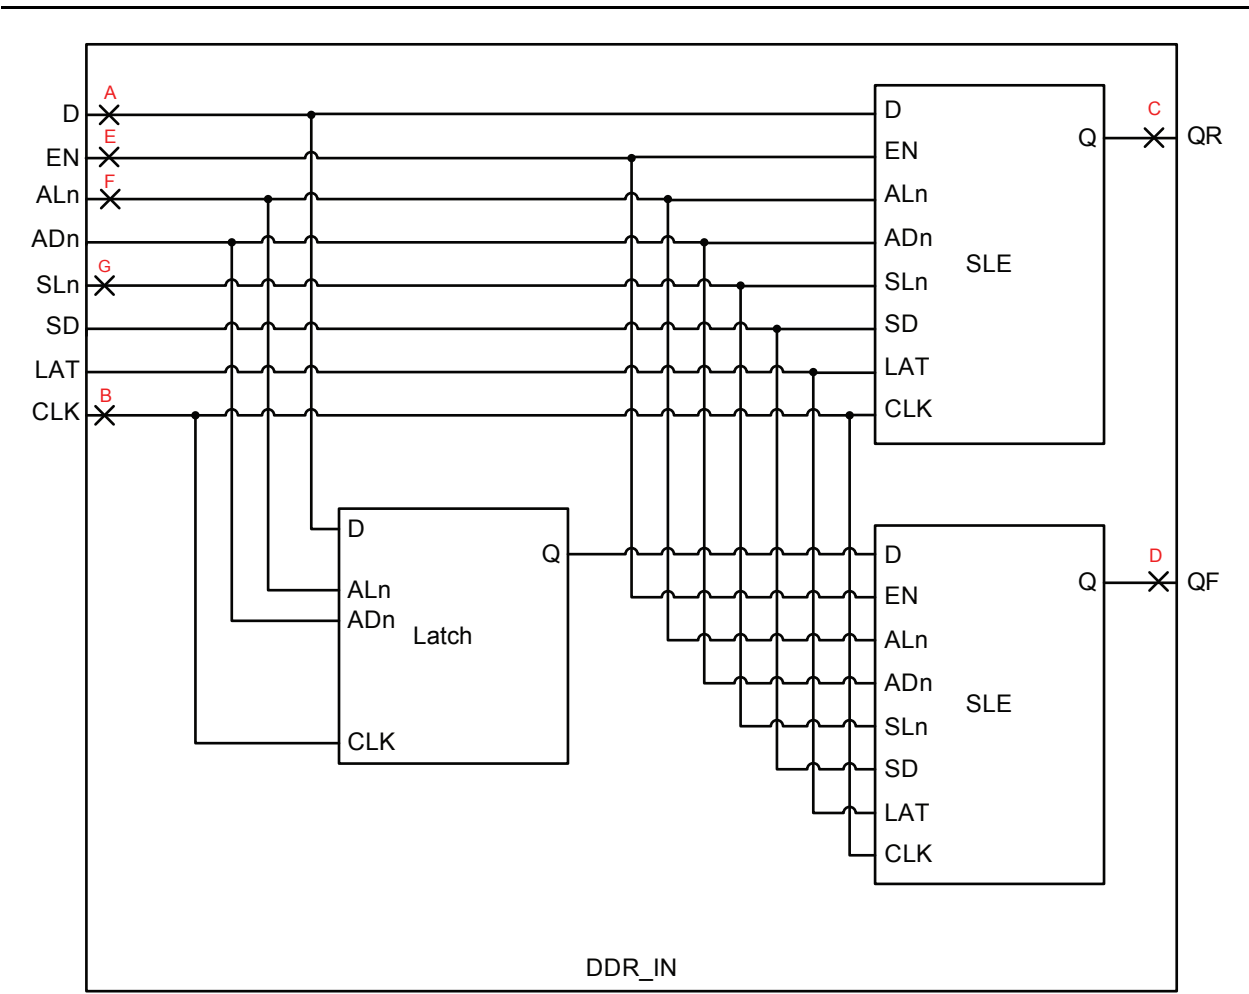 A
D
E
EN
F
ALn
ADn
G
SLn
SD
LAT
B
CLK
D
EN
ALn
ADn
SLn
SD
LAT
CLK
SLE
Q
C
QR
D
ALn
ADn
CLK
Latch
Q
D
EN
ALn
ADn
SLn
SD
LAT
CLK
SLE
Q
D
QF
DDR_IN